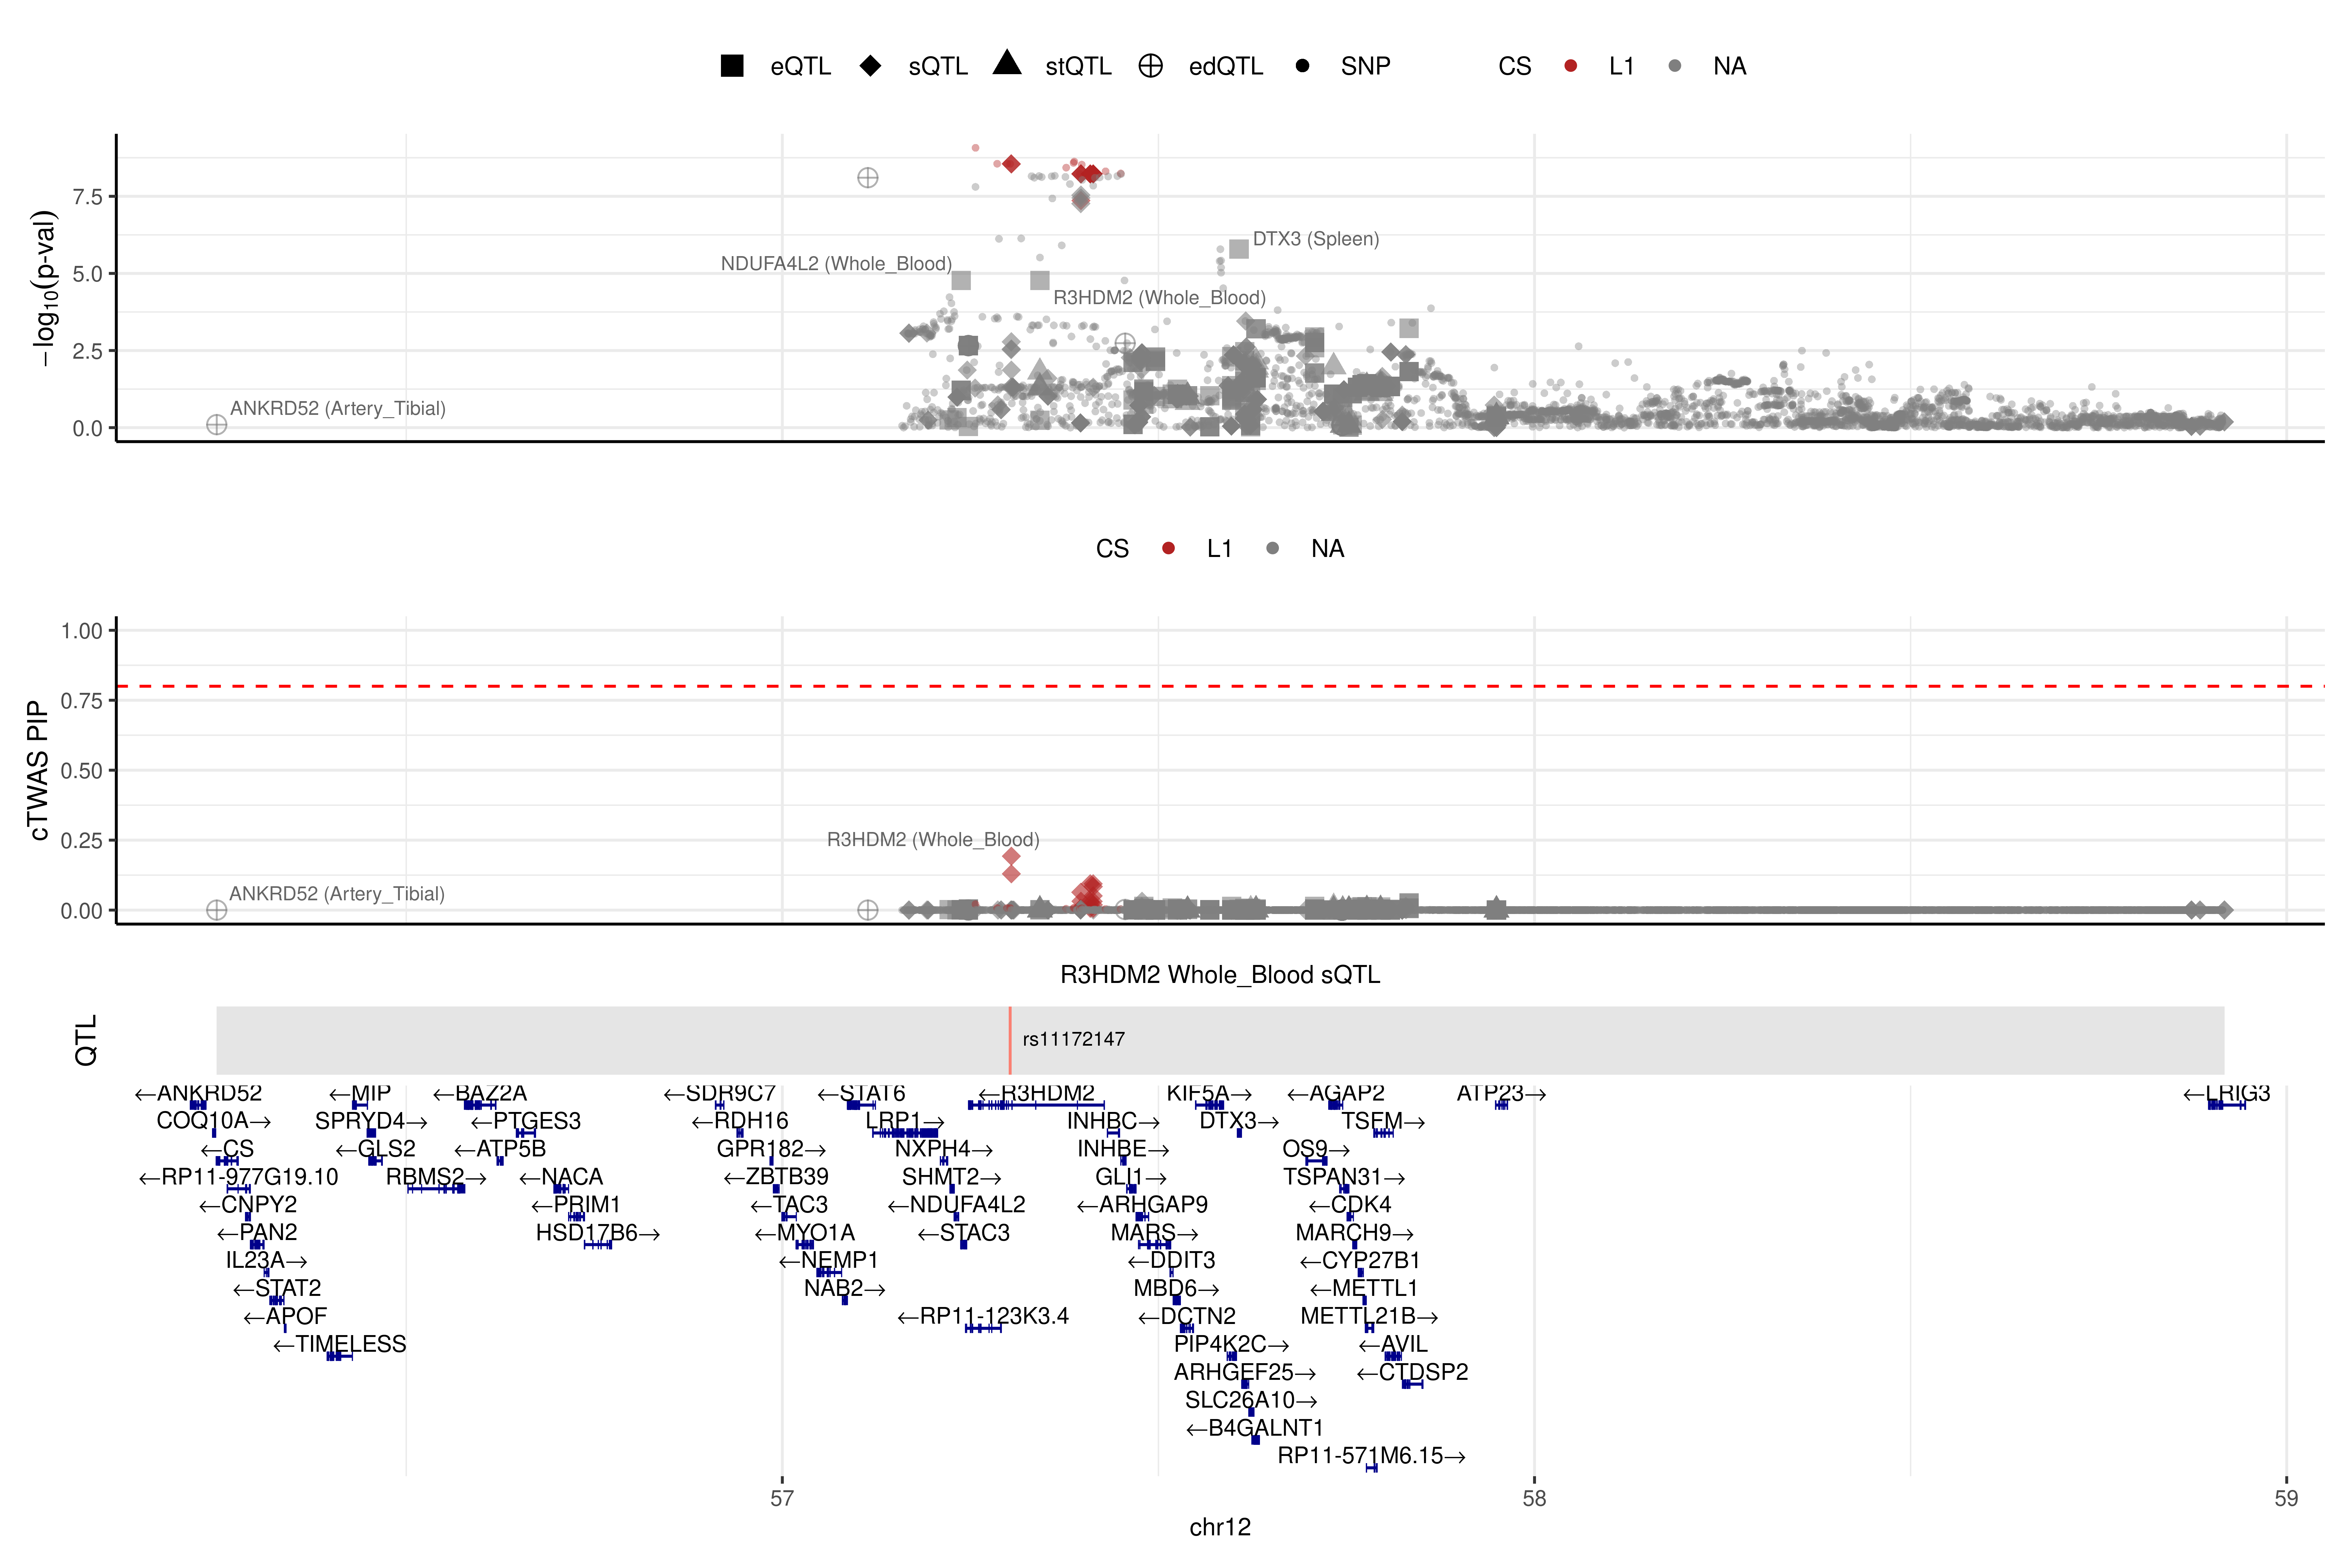 eQTL sQTL stQTL edQTL SNP CS L1 NA
−log10(p-val)
7.5
5.0
2.5
0.0
DTX3 (Spleen)
NDUFA4L2 (Whole_Blood)
R3HDM2 (Whole_Blood)
ANKRD52 (Artery_Tibial)
CS L1 NA
cTWAS PIP
1.00
0.75
0.50
0.25
0.00
R3HDM2 (Whole_Blood)
ANKRD52 (Artery_Tibial)
R3HDM2 Whole_Blood sQTL
QTL
rs11172147
←ANKRD52 ←MIP ←BAZ2A ←SDR9C7 ←STAT6 ←R3HDM2 KIF5A→ ←AGAP2 ATP23→ ←LRIG3
COQ10A→ SPRYD4→ ←PTGES3 ←RDH16 LRP1→ INHBC→ DTX3→ TSFM→
←CS ←GLS2 ←ATP5B GPR182→ NXPH4→ INHBE→ OS9→
←RP11-977G19.10 RBMS2→ ←NACA ←ZBTB39 SHMT2→ GLI1→ TSPAN31→
←CNPY2 ←PRIM1 ←TAC3 ←NDUFA4L2 ←ARHGAP9 ←CDK4
←PAN2 HSD17B6→ ←MYO1A ←STAC3 MARS→ MARCH9→
IL23A→ ←NEMP1 ←DDIT3 ←CYP27B1
←STAT2 NAB2→ MBD6→ ←METTL1
←APOF ←RP11-123K3.4 ←DCTN2 METTL21B→
←TIMELESS PIP4K2C→ ←AVIL
ARHGEF25→ ←CTDSP2
SLC26A10→
←B4GALNT1
RP11-571M6.15→
57 58 59
chr12